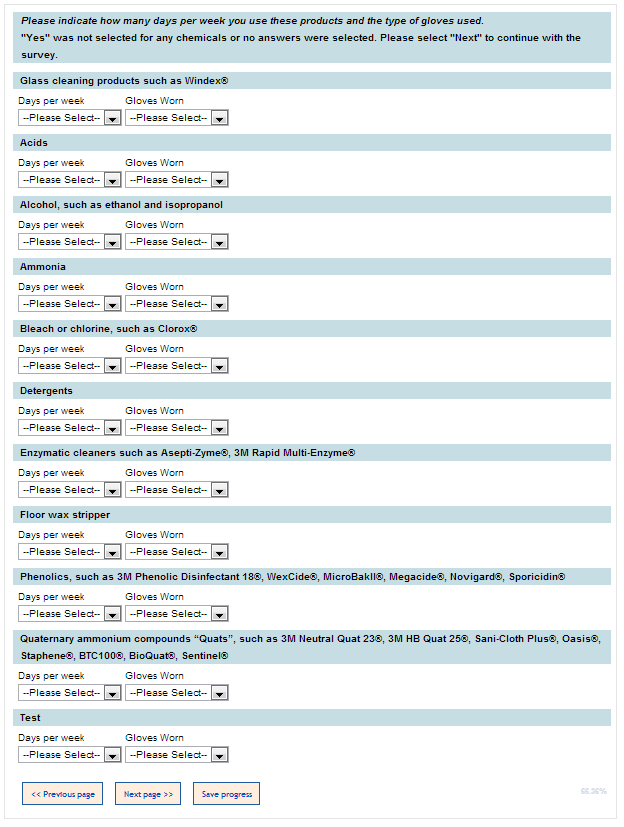 Please indicate how many days per week you use these products and the type of gloves used.
"Yes" was not selected for any chemicals or no answers were selected. Please select "Next" to continue with the
survey.
Glass cleaning products such as Windex®
Days per week Gloves Worn
--Please Select-- --Please Select--
Acids
Days per week Gloves Worn
--Please Select-- --Please Select--
Alcohol, such as ethanol and isopropanol
Days per week Gloves Worn
--Please Select-- --Please Select--
Ammonia
Days per week Gloves Worn
--Please Select-- --Please Select--
Bleach or chlorine, such as Clorox®
Days per week Gloves Worn
--Please Select-- --Please Select--
Detergents
Days per week Gloves Worn
--Please Select-- --Please Select--
Enzymatic cleaners such as Asepti-Zyme®, 3M Rapid Multi-Enzyme®
Days per week Gloves Worn
--Please Select-- --Please Select--
Floor wax stripper
Days per week Gloves Worn
--Please Select-- --Please Select--
Phenolics, such as 3M Phenolic Disinfectant 18®, WexCide®, MicroBakII®, Megacide®, Novigard®, Sporicidin®
Days per week Gloves Worn
--Please Select-- --Please Select--
Quaternary ammonium compounds “Quats”, such as 3M Neutral Quat 23®, 3M HB Quat 25®, Sani-Cloth Plus®, Oasis®,
Staphene®, BTC100®, BioQuat®, Sentinel®
Days per week Gloves Worn
--Please Select-- --Please Select--
Test
Days per week Gloves Worn
--Please Select-- --Please Select--
<< Previous page Next page >> Save progress